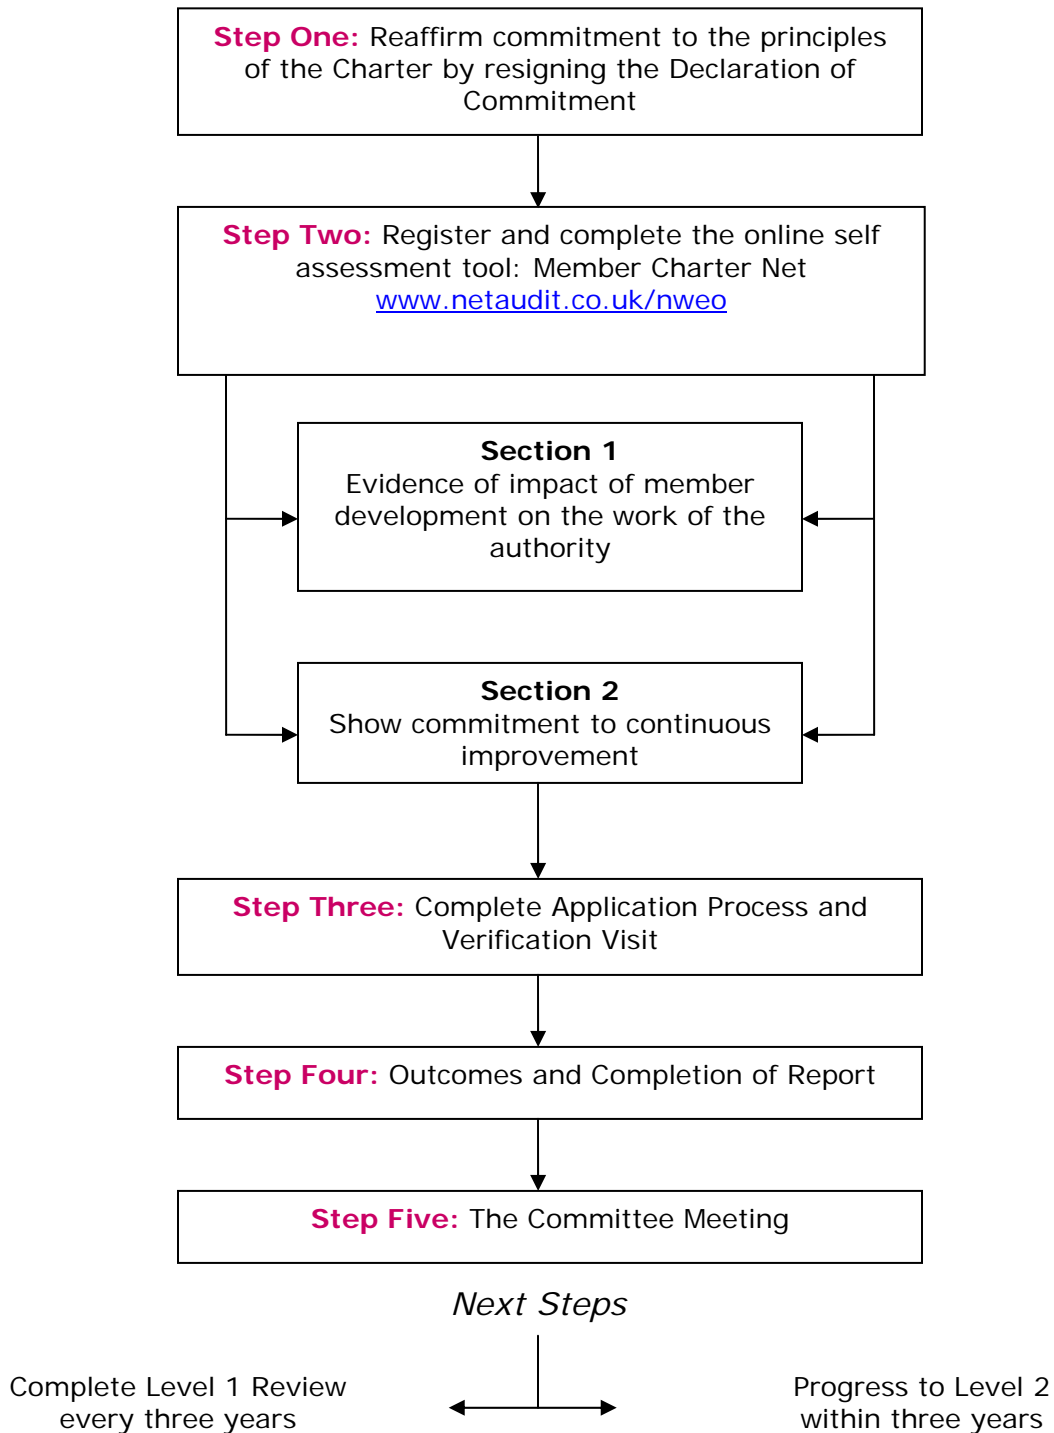 Step One: Reaffirm commitment to the principles
of the Charter by resigning the Declaration of
Commitment
Step Two: Register and complete the online self
assessment tool: Member Charter Net
www.netaudit.co.uk/nweo
Section 1
Evidence of impact of member
development on the work of the
authority
Section 2
Show commitment to continuous
improvement
Step Three: Complete Application Process and
Verification Visit
Step Four: Outcomes and Completion of Report
Step Five: The Committee Meeting
Next Steps
Complete Level 1 Review
every three years
Progress to Level 2
within three years